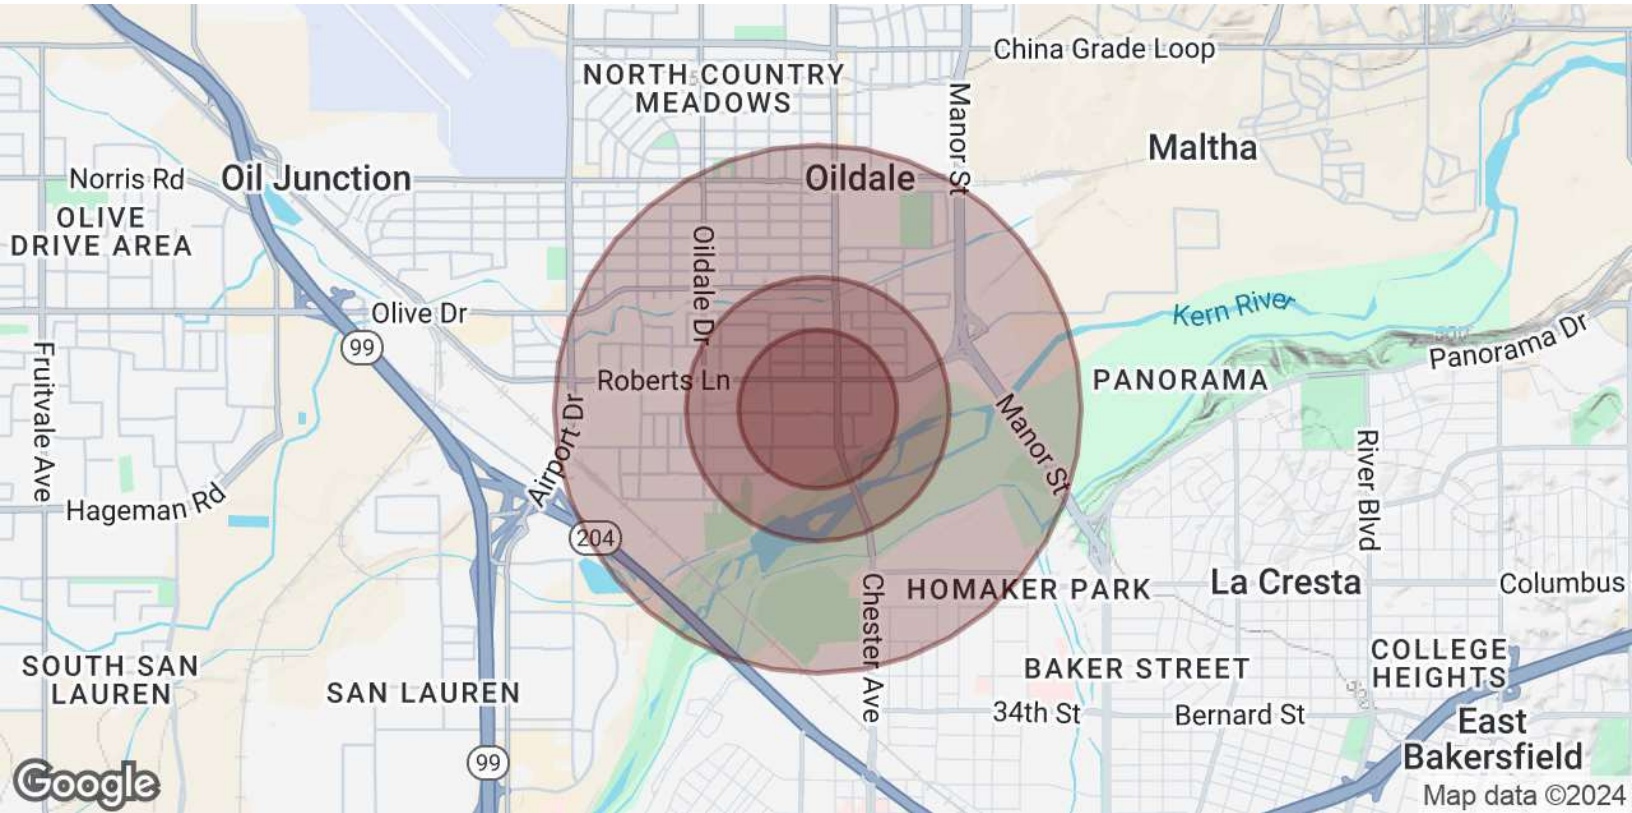 China Grade Loop
NORTH COUNTRY
MEADOWS
Manor St
Maltha
Norris Rd
Oil Junction
Oildale
OLIVE
DRIVE AREA
Oildale Dr
Kern River
Olive Dr
99
Fruitvale Ave
Panorama Dr
Roberts Ln
PANORAMA
Airport Dr
Manor St
River Blvd
Hageman Rd
204
Chester Ave
HOMAKER PARK
La Cresta
Columbus
SOUTH SAN
LAUREN
SAN LAUREN
BAKER STREET
COLLEGE
HEIGHTS
34th St
Bernard St
East
Bakersfield
99
Google
Map data ©2024